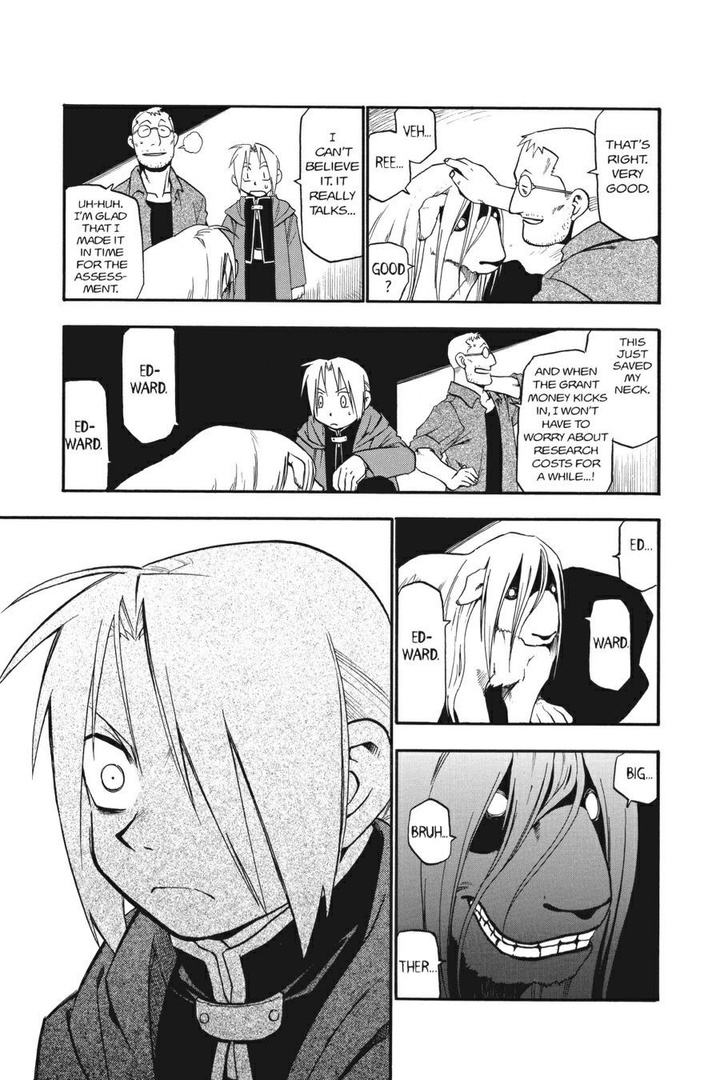 THAT'S
RIGHT.
VERY
GOOD.
VEH...
REE...
GOOD
?
I
CAN'T
BELIEVE
IT. IT
REALLY
TALKS...
UH-HUH.
I'M GLAD
THAT I
MADE IT
IN TIME
FOR THE
ASSESS-
MENT.
THIS
JUST
SAVED
MY
NECK.
AND WHEN
THE GRANT
MONEY KICKS
IN, I WON'T
HAVE TO
WORRY ABOUT
RESEARCH
COSTS FOR
A WHILE...!
ED-
WARD.
ED-
WARD.
ED...
WARD.
ED-
WARD.
BIG...
BRUH...
THER...